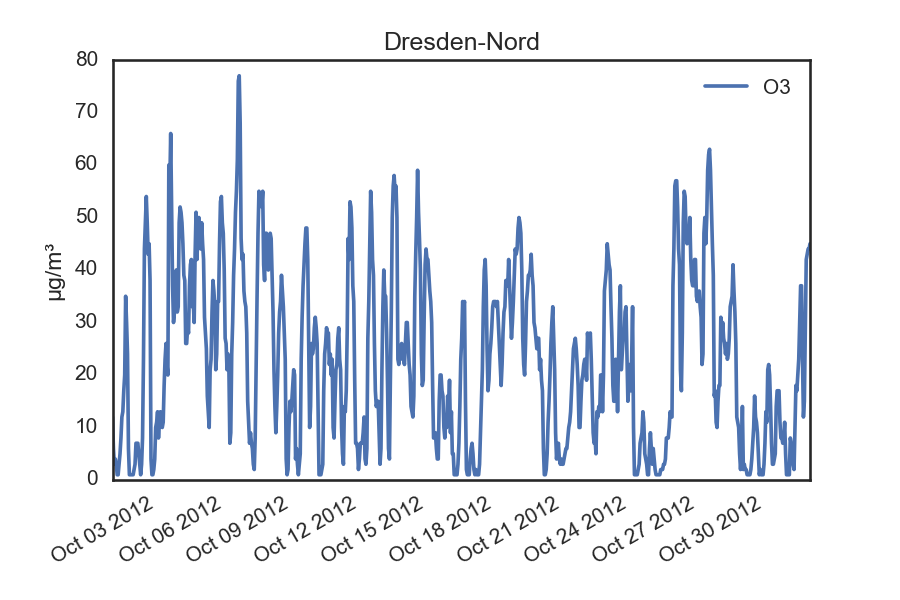 Dresden-Nord
80
70
60
50
40
30
20
10
0
µg/m³
O3
Oct 03 2012
Oct 06 2012
Oct 09 2012
Oct 12 2012
Oct 15 2012
Oct 18 2012
Oct 21 2012
Oct 24 2012
Oct 27 2012
Oct 30 2012